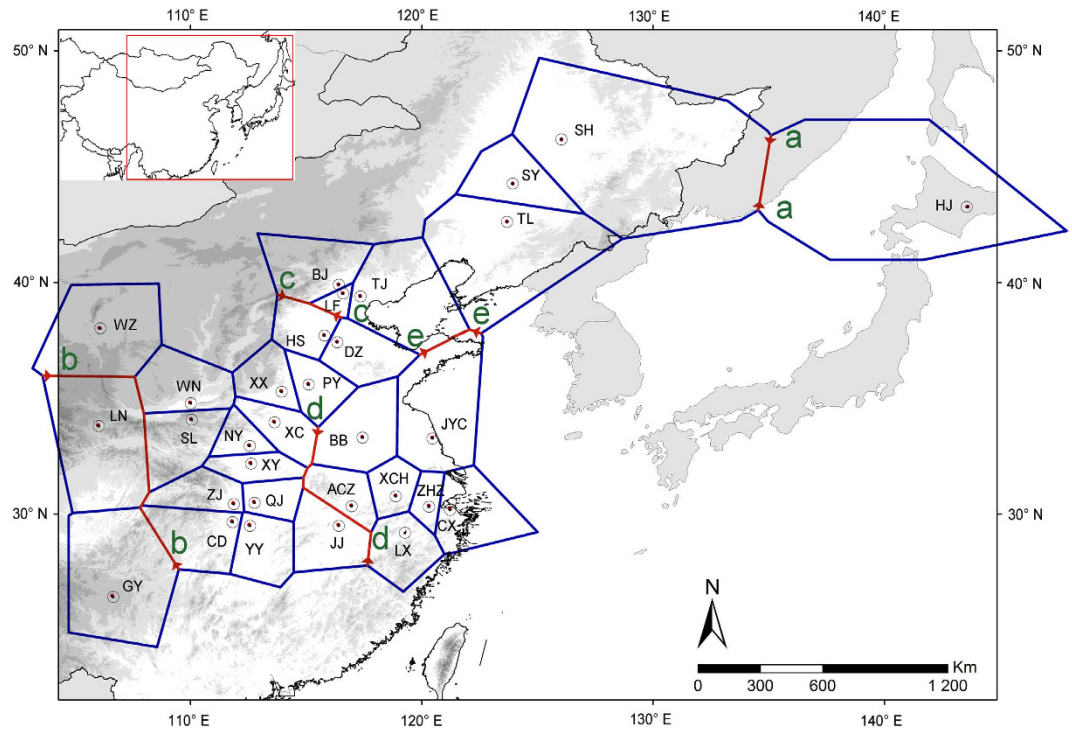 110° E 120° E 130° E 140° E
50° N 50° N
SH
a
SY
a
HJ
TL
40° N BJ TJ 40° N
c
LF c
WZ
e e
HS
DZ
b
WN XX PY
LN
SL d
NY XC BB JYC
XY
XCH
ZJ QJ ACZ ZHZ
30° N CX 30° N
CD YY JJ d LX
b
GY
N
Km
0 300 600 1 200
110° E 120° E 130° E 140° E